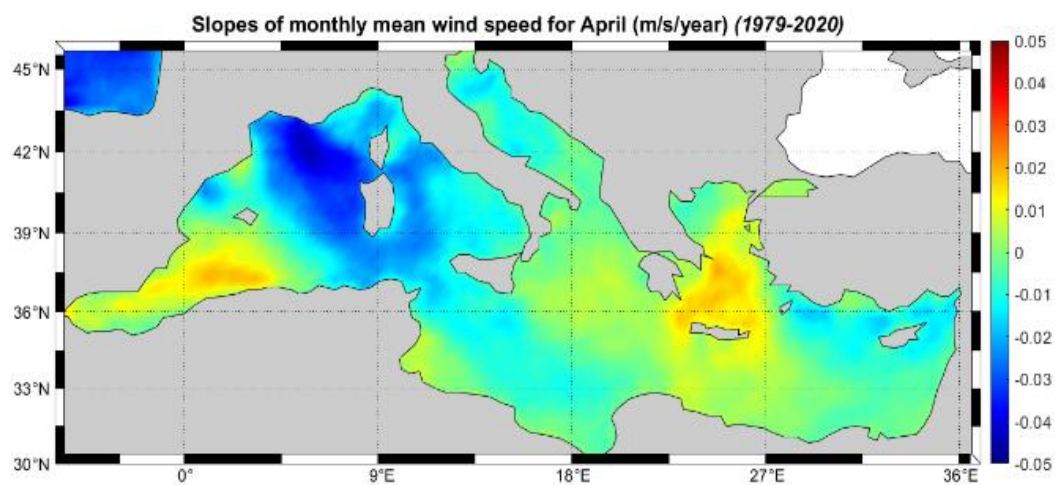 Slopes of monthly mean wind speed for April (m/s/year) (1979-2020)
45°N
42°N
39°N
36°N
33°N
30°N
0°
9°E
18°E
27°E
36°E
0.05
0.04
0.03
0.02
0.01
0
-0.01
-0.02
-0.03
-0.04
-0.05